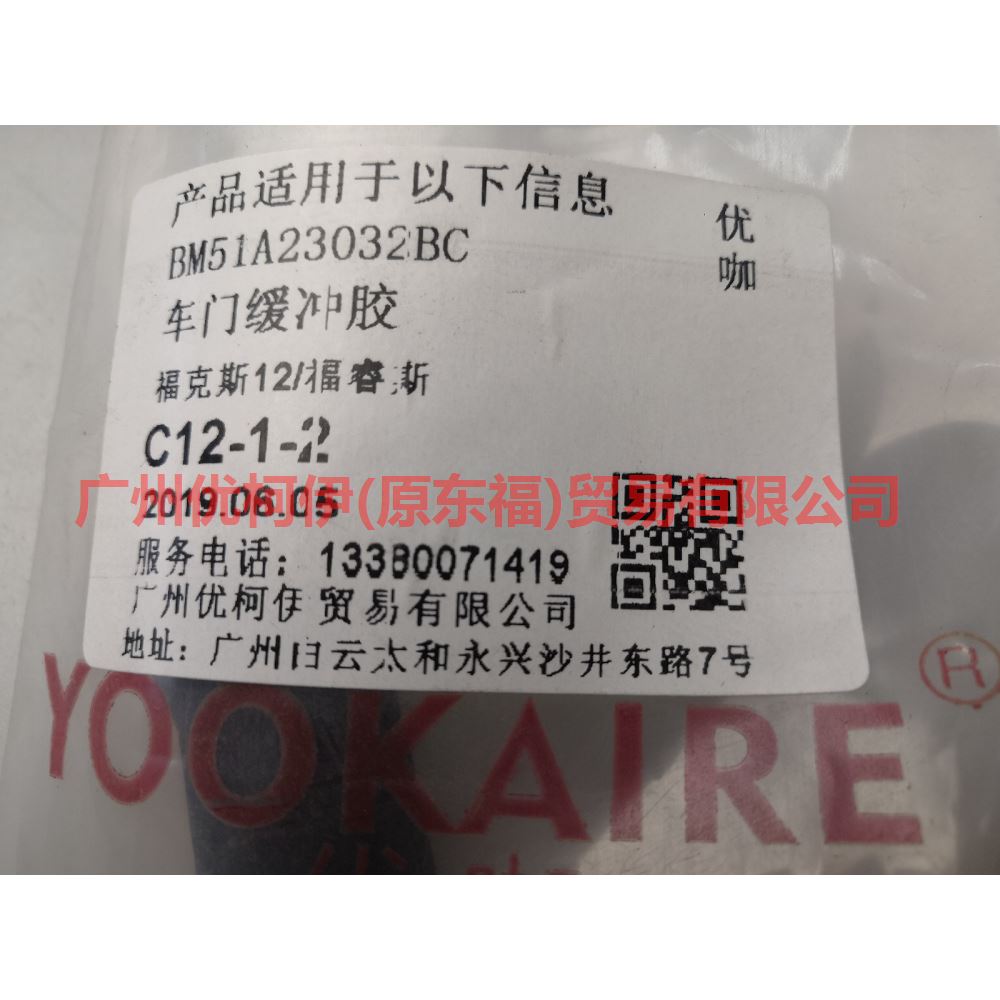 产品适用于以下信息
优咖
BM51A23032BC
车门缓冲胶
福克斯12/福睿斯
C12-1-2
广州优柯伊(原东福)贸易有限公司
2019.06.05
服务电话：13380071419
广州优柯伊贸易有限公司
地址：广州白云太和永兴沙井东路7号
YOOKAIRE®